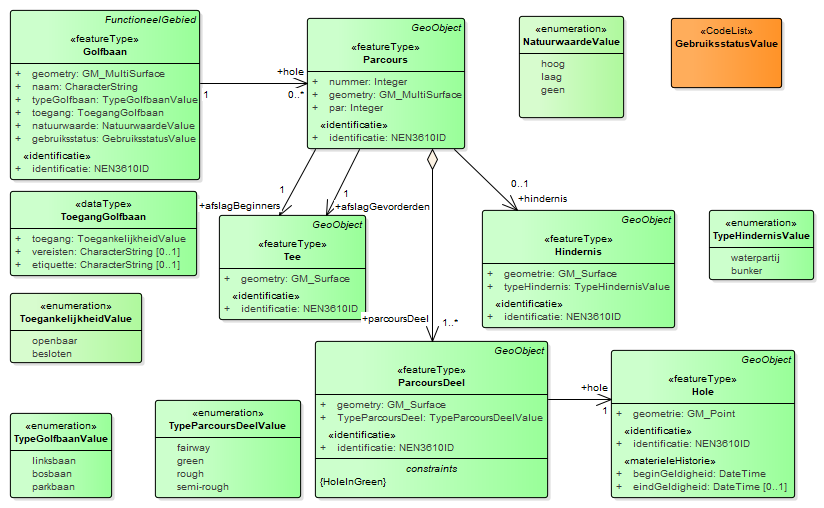 FunctioneelGebied
«featureType»
Golfbaan
+ geometry: GM_MultiSurface
+ naam: CharacterString
+ typeGolfbaan: TypeGolfbaanValue
+ toegang: ToegangGolfbaan
+ natuurwaarde: NatuurwaardeValue
+ gebruiksstatus: GebruiksstatusValue
«identificatie»
+ identificatie: NEN3610ID
+hole
1
0..*
GeoObject
«featureType»
Parcours
+ nummer: Integer
+ geometry: GM_MultiSurface
+ par: Integer
«identificatie»
+ identificatie: NEN3610ID
«enumeration»
NatuurwaardeValue
hoog
laag
geen
«CodeList»
GebruiksstatusValue
«dataType»
ToegangGolfbaan
+ toegang: ToegankelijkheidValue
+ vereisten: CharacterString [0..1]
+ etiquette: CharacterString [0..1]
1
+afslagBeginners
1
+afslagGevorderden
0..1
+hindernis
GeoObject
«featureType»
Tee
+ geometry: GM_Surface
«identificatie»
+ identificatie: NEN3610ID
GeoObject
«featureType»
Hindernis
+ geometrie: GM_Surface
+ typeHindernis: TypeHindernisValue
«identificatie»
+ identificatie: NEN3610ID
«enumeration»
TypeHindernisValue
waterpartij
bunker
«enumeration»
ToegankelijkheidValue
openbaar
besloten
+parcoursDeel
1..*
GeoObject
«featureType»
ParcoursDeel
+ geometry: GM_Surface
+ TypeParcoursDeel: TypeParcoursDeelValue
«identificatie»
+ identificatie: NEN3610ID
constraints
{HoleInGreen}
+hole
1
GeoObject
«featureType»
Hole
+ geometrie: GM_Point
«identificatie»
+ identificatie: NEN3610ID
«materieleHistorie»
+ beginGeldigheid: DateTime
+ eindGeldigheid: DateTime [0..1]
«enumeration»
TypeGolfbaanValue
linksbaan
bosbaan
parkbaan
«enumeration»
TypeParcoursDeelValue
fairway
green
rough
semi-rough